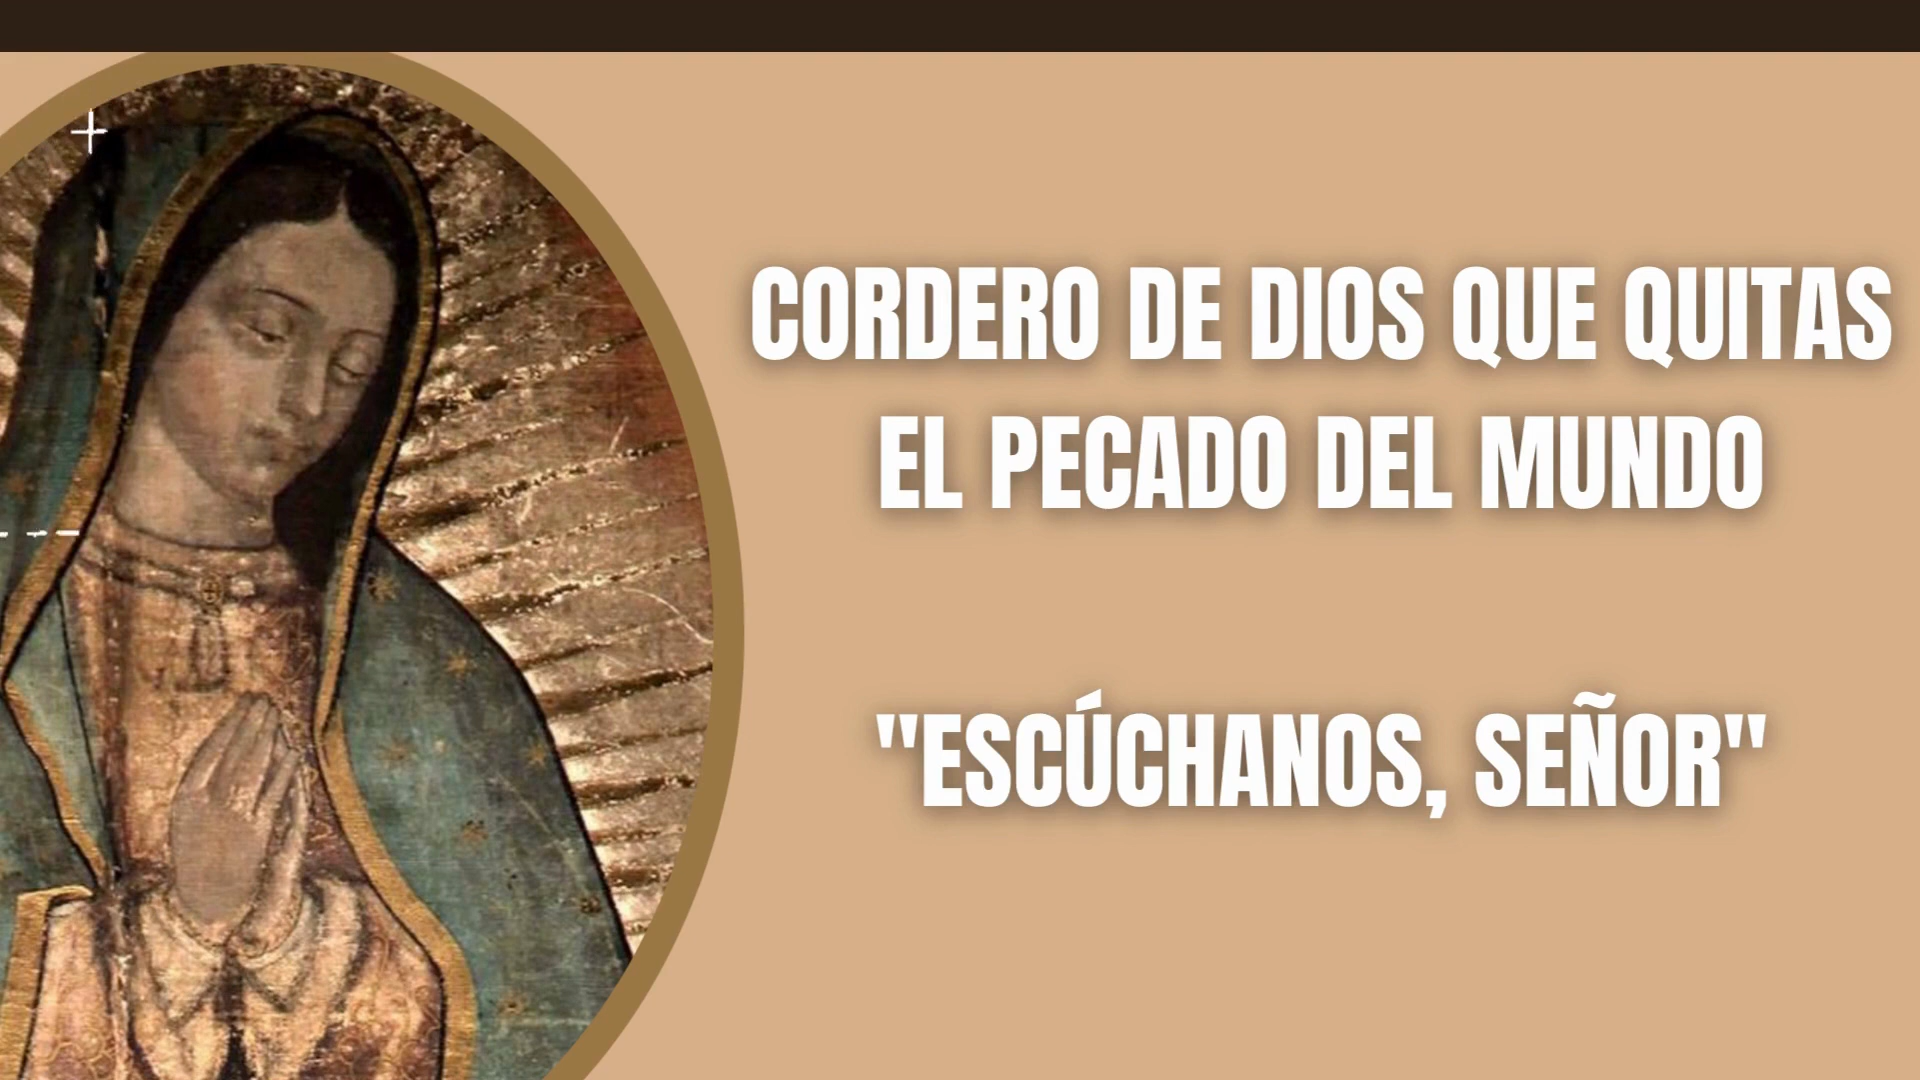 CORDERO DE DIOS QUE QUITAS
EL PECADO DEL MUNDO
"ESCÚCHANOS, SEÑOR"